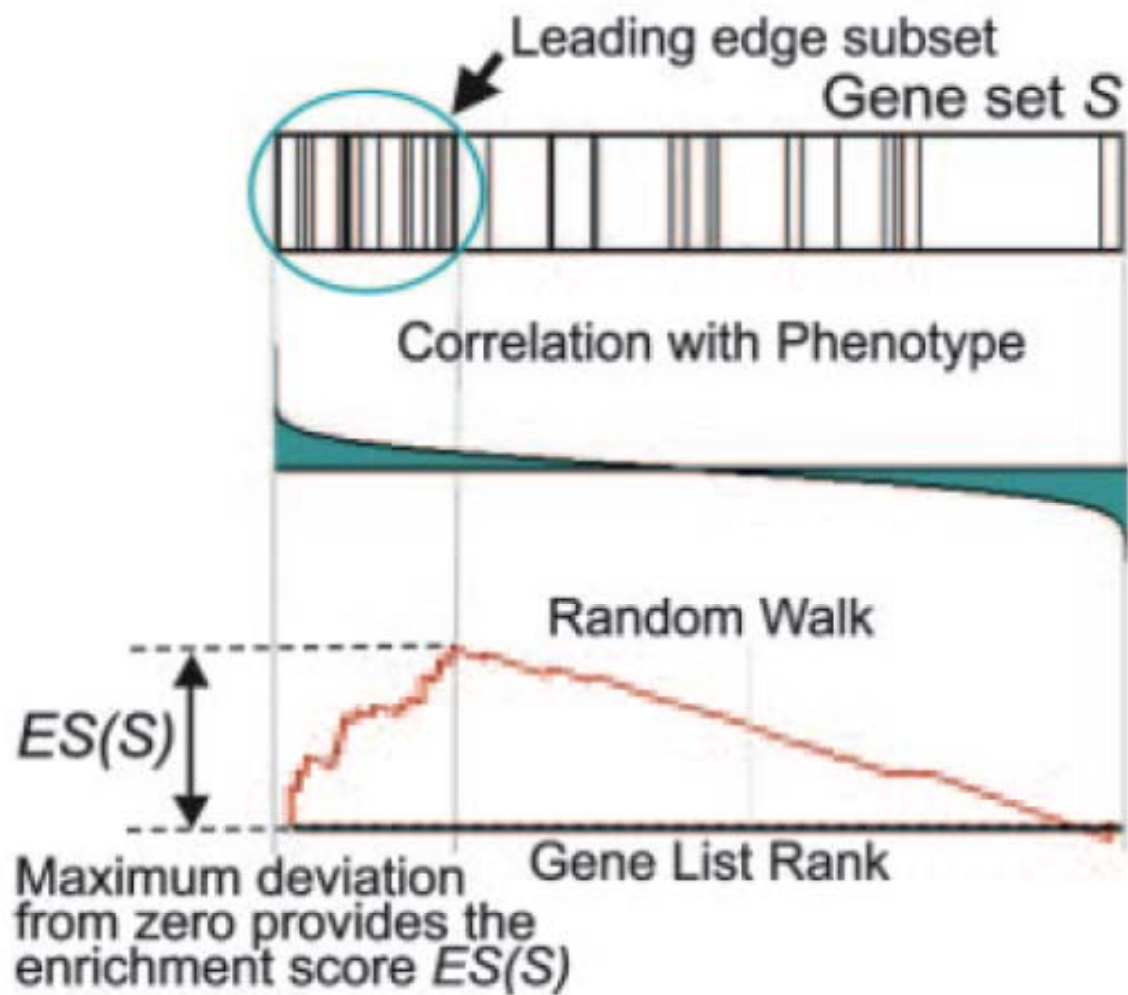 Leading edge subset
Gene set S
Correlation with Phenotype
Random Walk
ES(S)
Gene List Rank
Maximum deviation
from zero provides the
enrichment score ES(S)